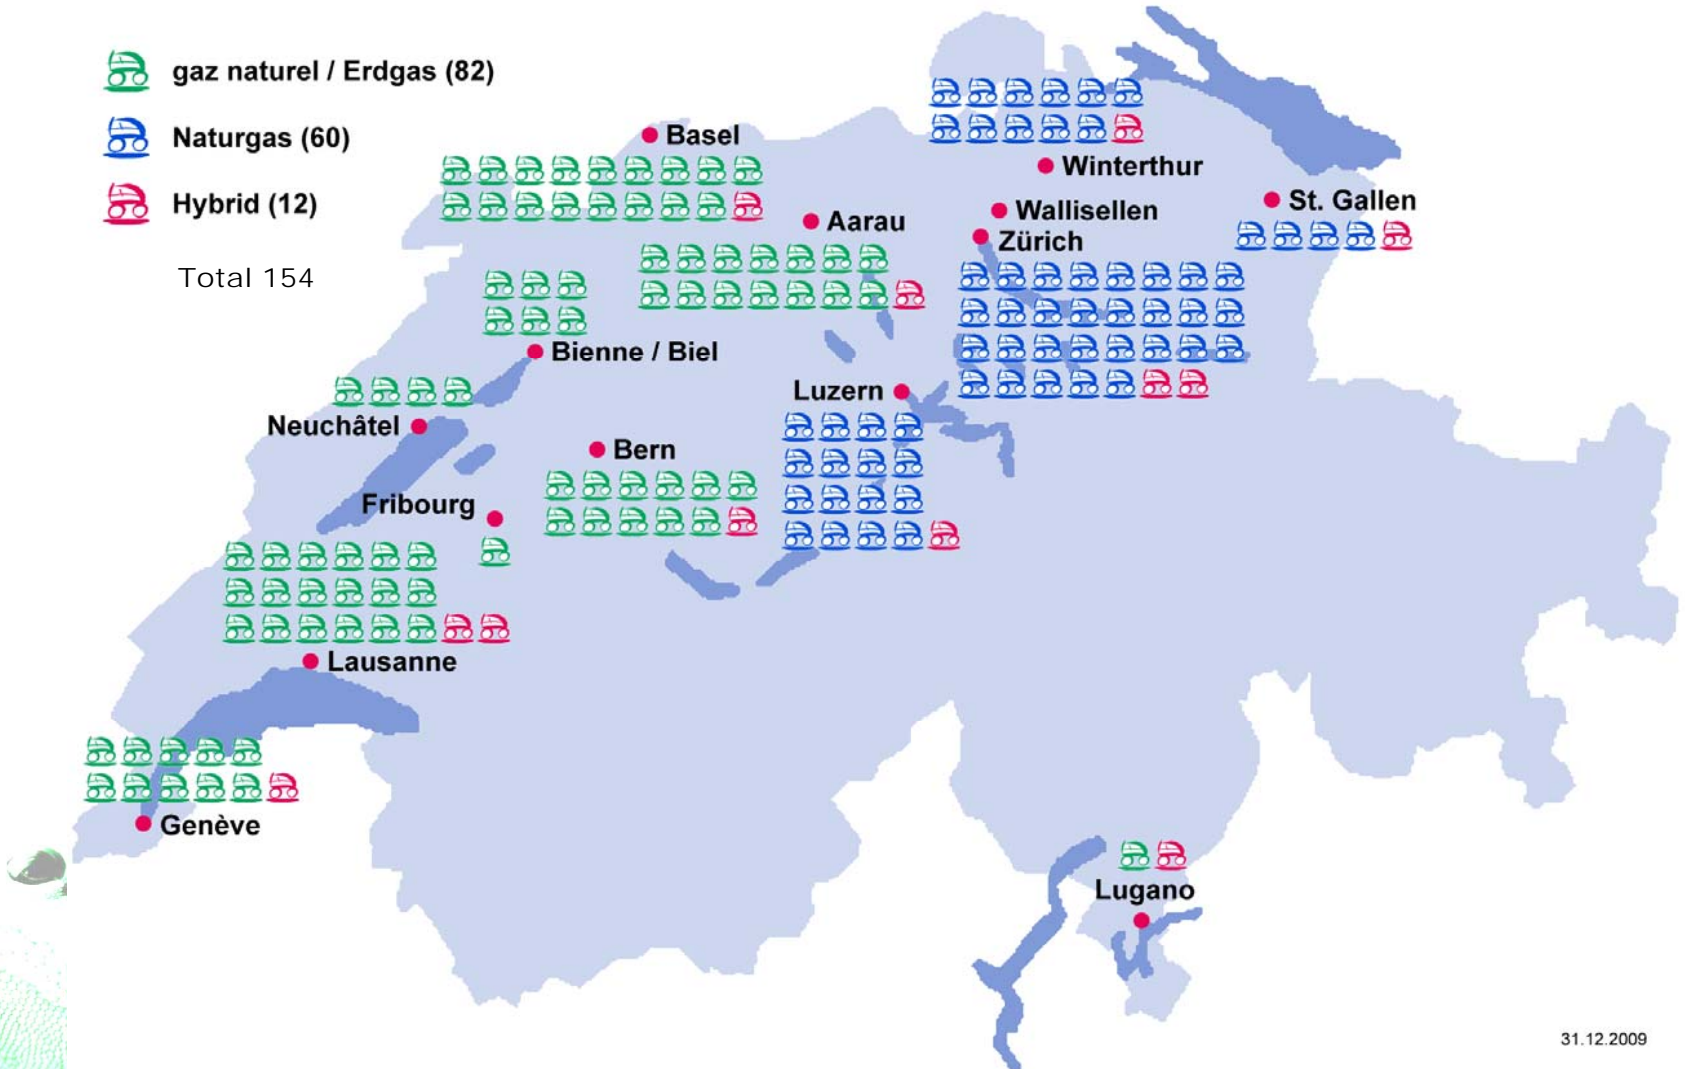 gaz naturel / Erdgas (82)
Naturgas (60)
Hybrid (12)
Total 154
Basel
Winterthur
Aarau
Wallisellen
St. Gallen
Zürich
Bienne / Biel
Luzern
Neuchâtel
Bern
Fribourg
Lausanne
Genève
Lugano
31.12.2009